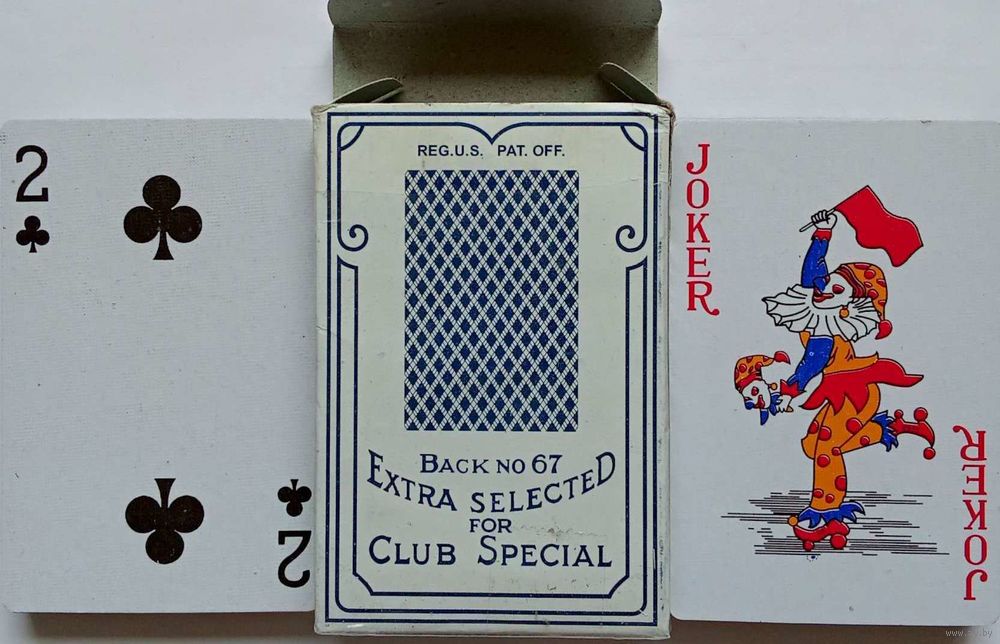 2
2
REG.U.S. PAT. OFF.
BACK NO 67
EXTRA SELECTED
FOR
CLUB SPECIAL
JOKER
JOKER